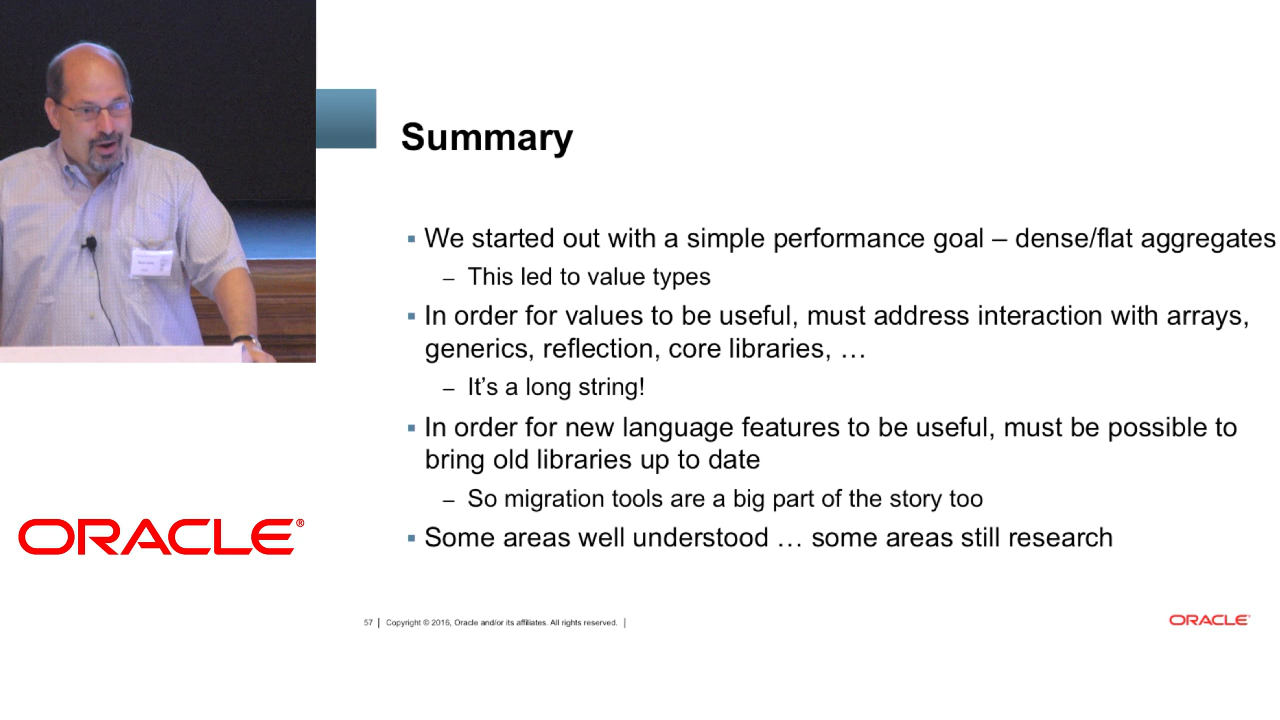 Summary
▪ We started out with a simple performance goal – dense/flat aggregates
– This led to value types
▪ In order for values to be useful, must address interaction with arrays,
generics, reflection, core libraries, …
– It’s a long string!
▪ In order for new language features to be useful, must be possible to
bring old libraries up to date
– So migration tools are a big part of the story too
▪ Some areas well understood … some areas still research
ORACLE®
57 | Copyright © 2016, Oracle and/or its affiliates. All rights reserved. |
ORACLE®